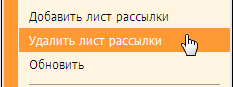 Добавить лист рассылки
Удалить лист рассылки
Обновить